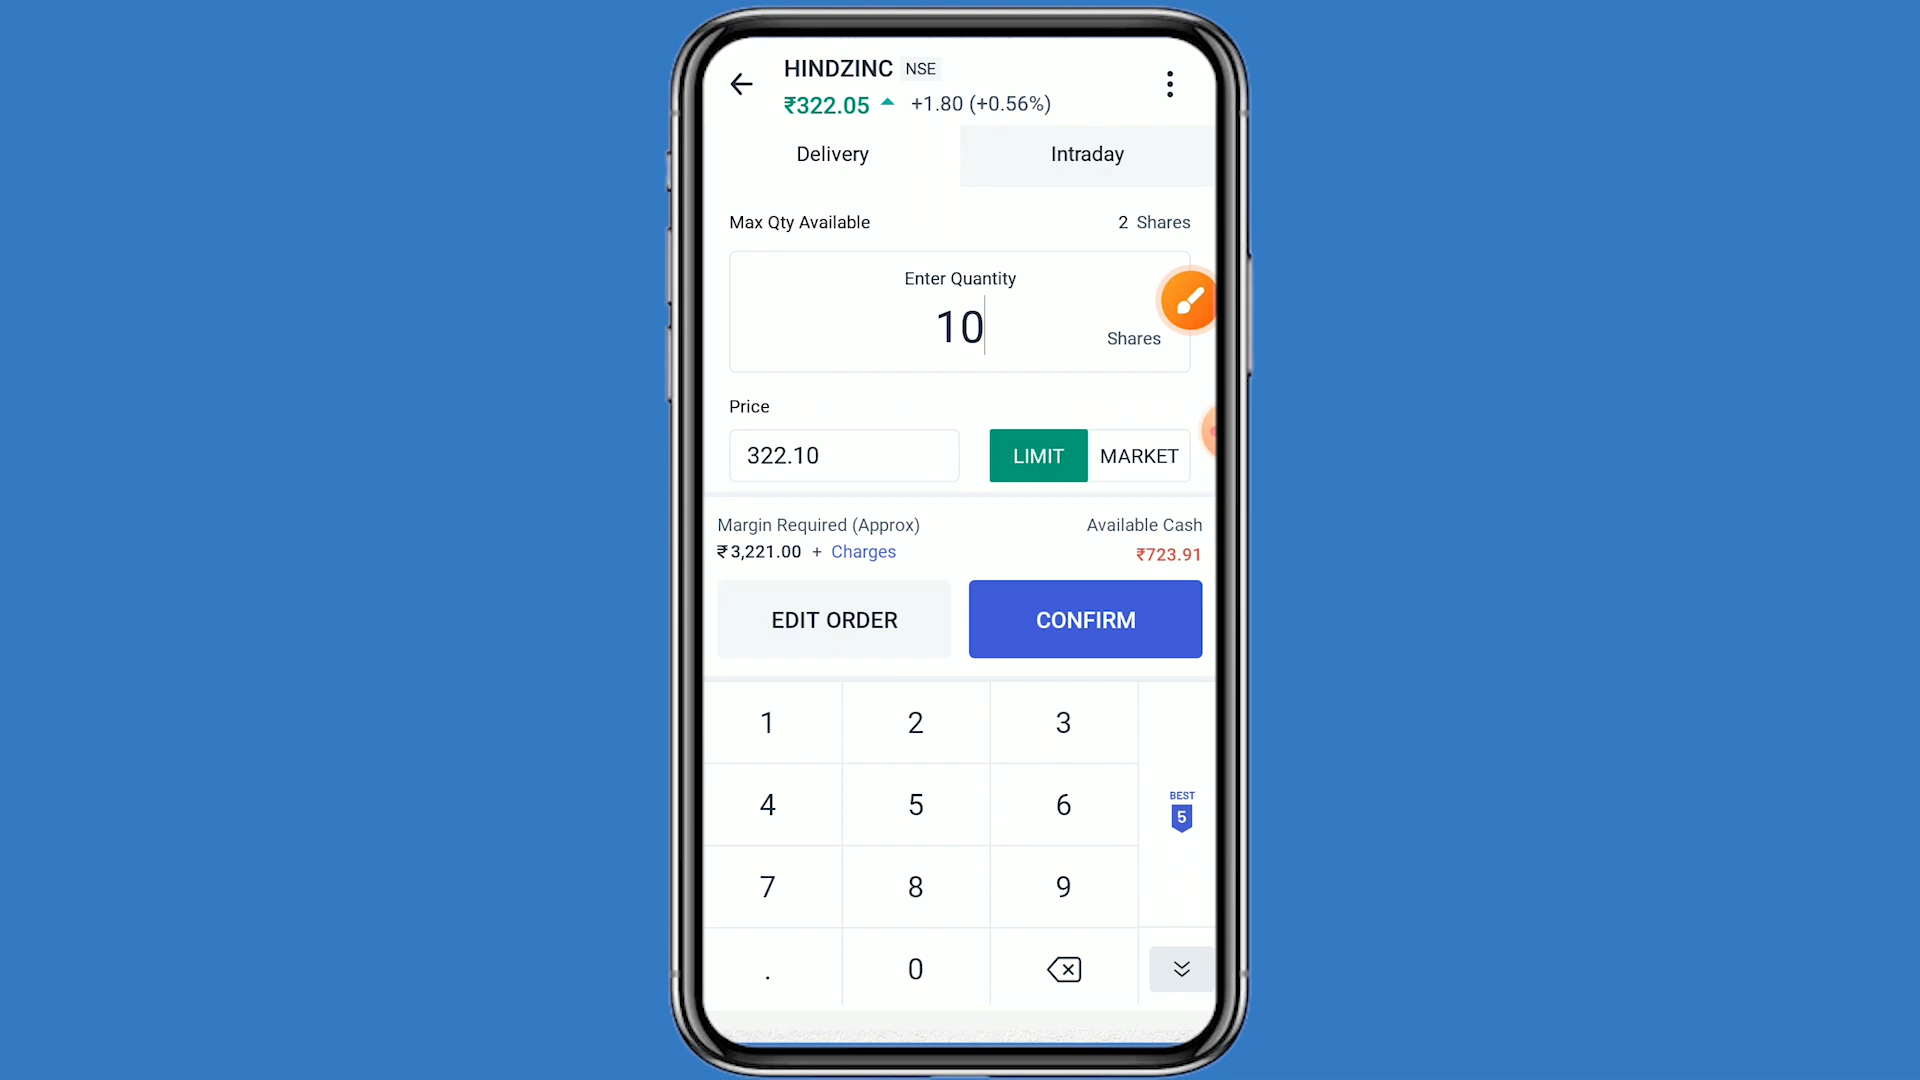 HINDZINC NSE
₹322.05 +1.80 (+0.56%)
Delivery Intraday
Max Qty Available 2 Shares
Enter Quantity
10
Shares
Price
322.10 LIMIT MARKET
Margin Required (Approx) Available Cash
₹3,221.00 + Charges ₹723.91
EDIT ORDER CONFIRM
1 2 3
4 5 6
BEST
5
7 8 9
. 0